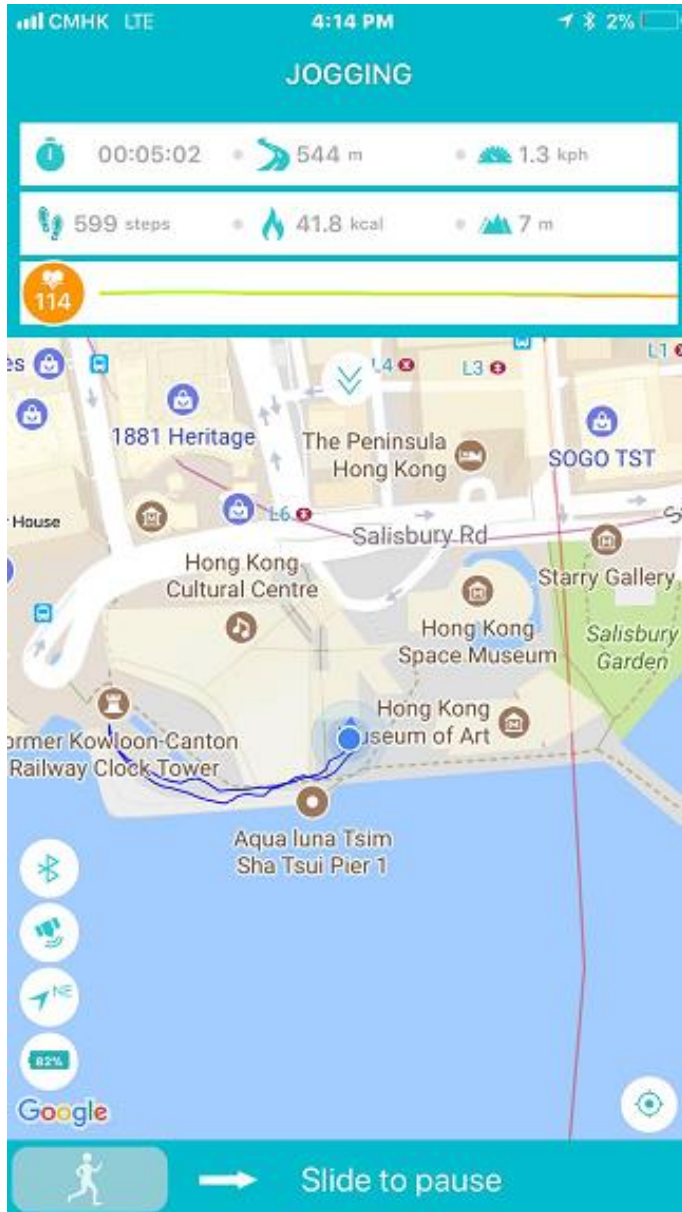 CMHK LTE 4:14 PM 2%
JOGGING
00:05:02 544 m 1.3 kph
599 steps 41.8 kcal 7 m
114
es
L4 L3 L1
1881 Heritage
The Peninsula
Hong Kong
SOGO TST
r House
L6
Salisbury Rd
S
Hong Kong
Cultural Centre
Starry Gallery
Hong Kong
Space Museum
Salisbury
Garden
Hong Kong
useum of Art
ormer Kowloon-Canton
Railway Clock Tower
Aqua luna Tsim
Sha Tsui Pier 1
NE
82%
Google
Slide to pause